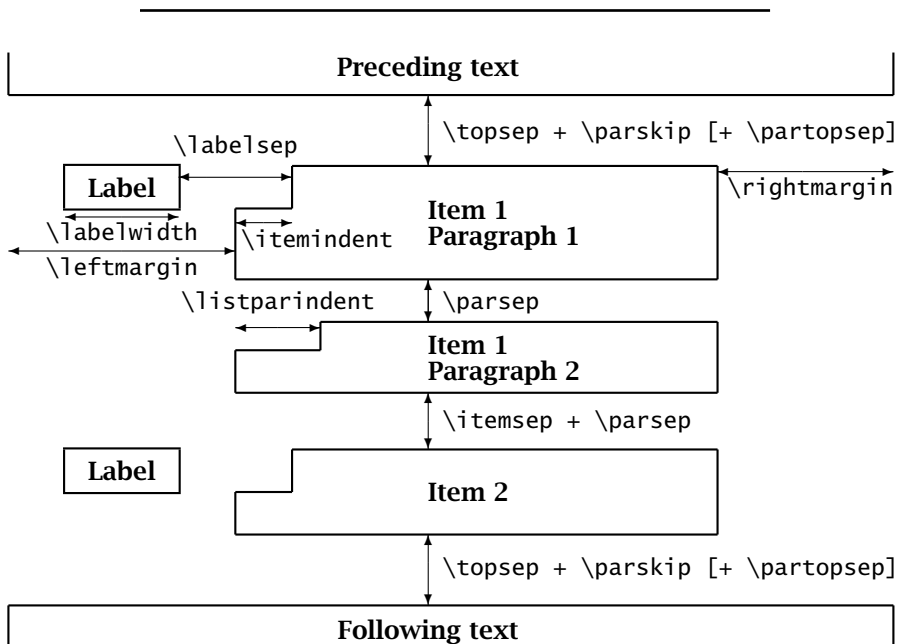 Preceding text
\topsep + \parskip [+ \partopsep]
\labelsep
Label
\rightmargin
Item 1
\labelwidth
\itemindent
Paragraph 1
\leftmargin
\listparindent
\parsep
Item 1
Paragraph 2
\itemsep + \parsep
Label
Item 2
\topsep + \parskip [+ \partopsep]
Following text